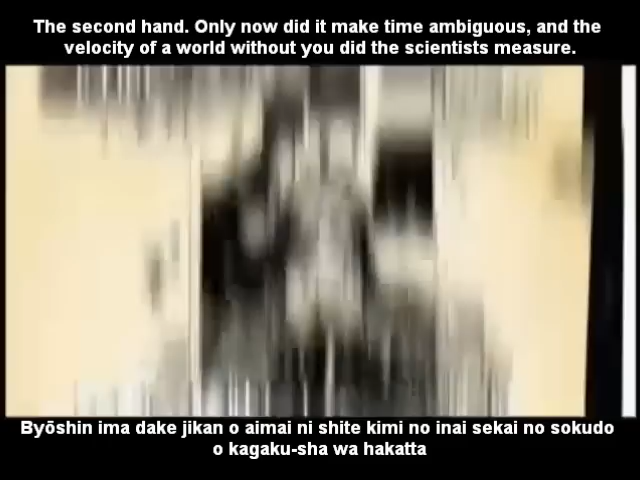 The second hand. Only now did it make time ambiguous, and the
velocity of a world without you did the scientists measure.
Byōshin ima dake jikan o aimai ni shite kimi no inai sekai no sokudo
o kagaku-sha wa hakatta